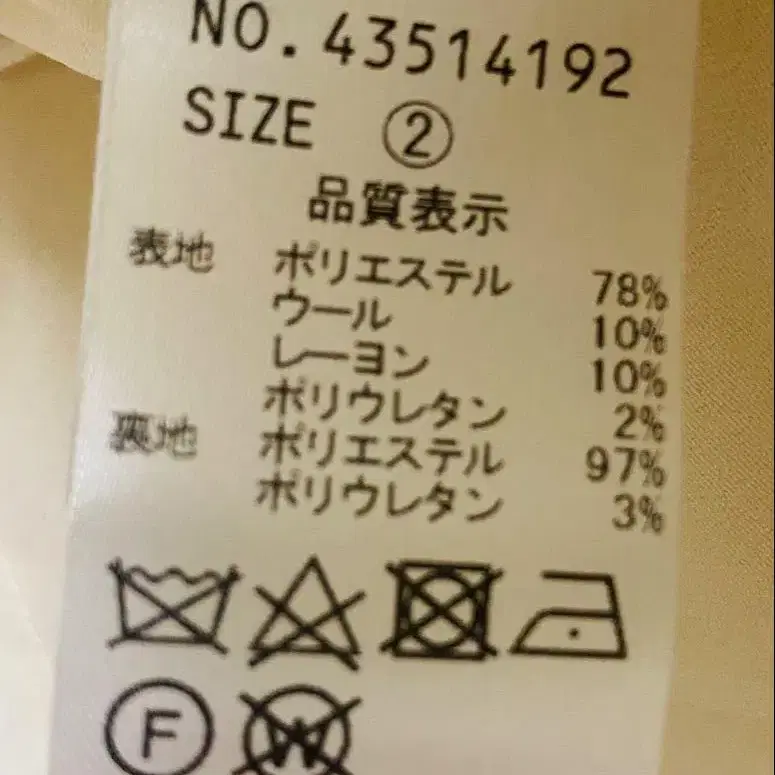 NO.43514192
SIZE ②
品質表示
表地 ポリエステル 78%
ウール 10%
レーヨン 10%
ポリウレタン 2%
裏地 ポリエステル 97%
ポリウレタン 3%
F W